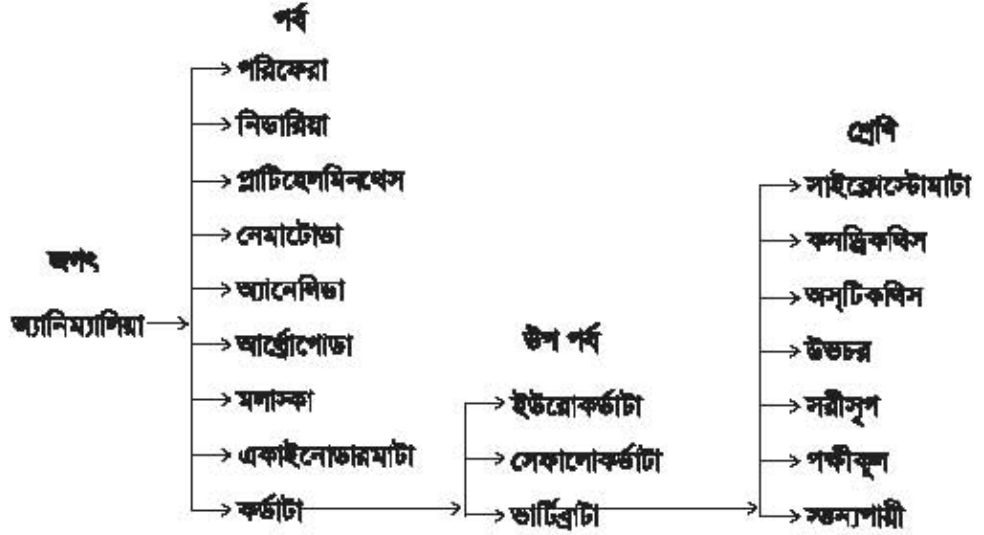 পর্ব
পরিফেরা
নিডারিয়া
প্লাটিহেলমিনথেস
নেমাটোডা
অ্যানেলিডা
আর্থ্রোপোডা
মলাস্কা
একাইনোডারমাটা
কর্ডাটা
জগৎ
অ্যানিম্যালিয়া
উপ পর্ব
ইউরোকর্ডাটা
সেফালোকর্ডাটা
ভার্টিব্রাটা
শ্রেণি
সাইক্লোস্টোমাটা
কনড্রিকথিস
অস্‌টিকথিস
উভচর
সরীসৃপ
পক্ষীকূল
স্তন্যপায়ী